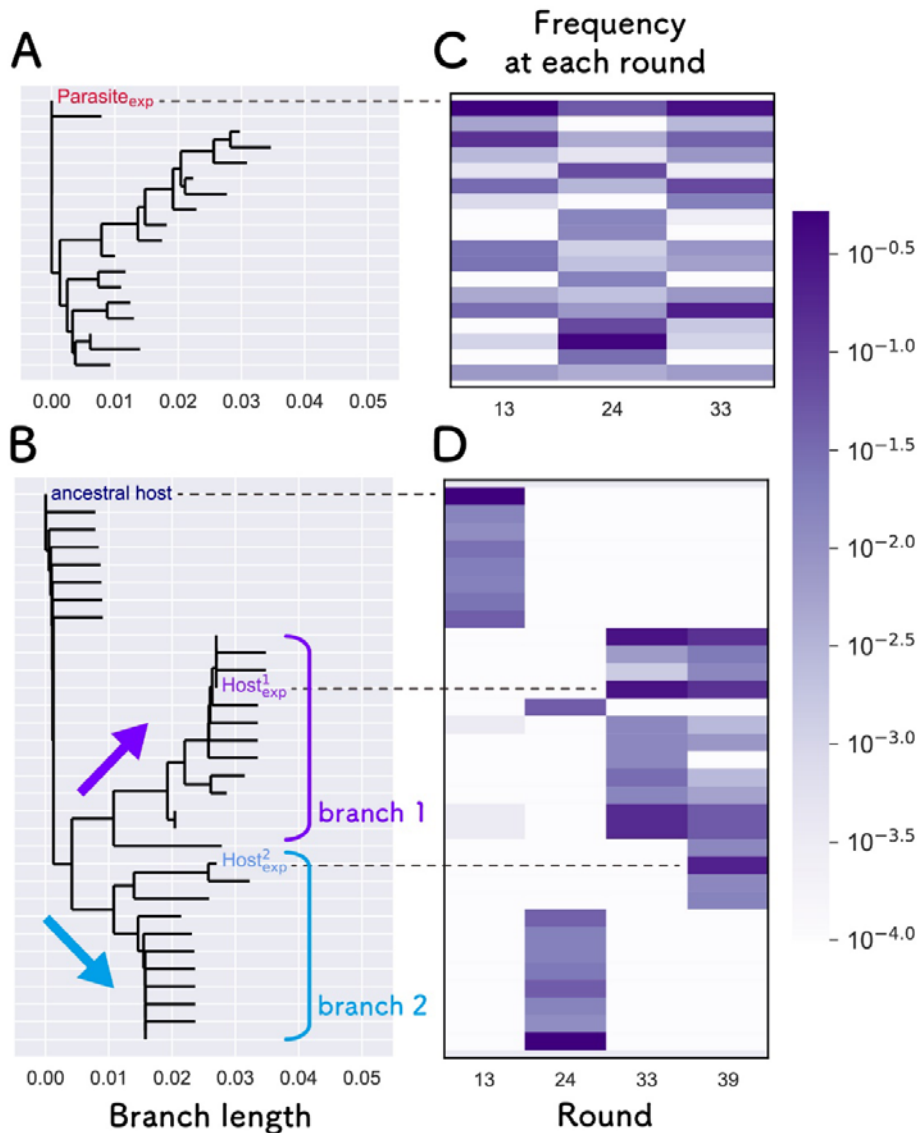 A
C
Frequency
at each round
Parasite_exp
0.00 0.01 0.02 0.03 0.04 0.05
13 24 33
10^−0.5
10^−1.0
10^−1.5
10^−2.0
10^−2.5
10^−3.0
10^−3.5
10^−4.0
B
D
ancestral host
Host^1_exp
branch 1
Host^2_exp
branch 2
0.00 0.01 0.02 0.03 0.04 0.05
13 24 33 39
Branch length
Round